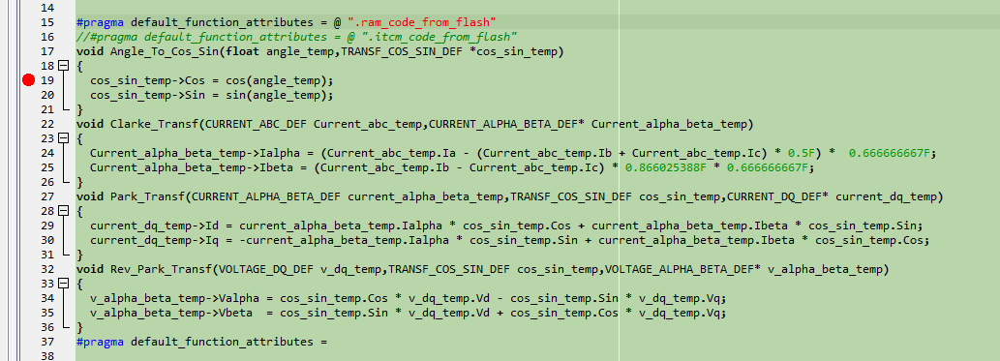 14
15 #pragma default_function_attributes = @ ".ram_code_from_flash"
16 //#pragma default_function_attributes = @ ".itcm_code_from_flash"
17 void Angle_To_Cos_Sin(float angle_temp,TRANSF_COS_SIN_DEF *cos_sin_temp)
18 {
19 cos_sin_temp->Cos = cos(angle_temp);
20 cos_sin_temp->Sin = sin(angle_temp);
21 }
22 void Clarke_Transf(CURRENT_ABC_DEF Current_abc_temp,CURRENT_ALPHA_BETA_DEF* Current_alpha_beta_temp)
23 {
24 Current_alpha_beta_temp->Ialpha = (Current_abc_temp.Ia - (Current_abc_temp.Ib + Current_abc_temp.Ic) * 0.5F) * 0.666666667F;
25 Current_alpha_beta_temp->Ibeta = (Current_abc_temp.Ib - Current_abc_temp.Ic) * 0.866025388F * 0.666666667F;
26 }
27 void Park_Transf(CURRENT_ALPHA_BETA_DEF current_alpha_beta_temp,TRANSF_COS_SIN_DEF cos_sin_temp,CURRENT_DQ_DEF* current_dq_temp)
28 {
29 current_dq_temp->Id = current_alpha_beta_temp.Ialpha * cos_sin_temp.Cos + current_alpha_beta_temp.Ibeta * cos_sin_temp.Sin;
30 current_dq_temp->Iq = -current_alpha_beta_temp.Ialpha * cos_sin_temp.Sin + current_alpha_beta_temp.Ibeta * cos_sin_temp.Cos;
31 }
32 void Rev_Park_Transf(VOLTAGE_DQ_DEF v_dq_temp,TRANSF_COS_SIN_DEF cos_sin_temp,VOLTAGE_ALPHA_BETA_DEF* v_alpha_beta_temp)
33 {
34 v_alpha_beta_temp->Valpha = cos_sin_temp.Cos * v_dq_temp.Vd - cos_sin_temp.Sin * v_dq_temp.Vq;
35 v_alpha_beta_temp->Vbeta  = cos_sin_temp.Sin * v_dq_temp.Vd + cos_sin_temp.Cos * v_dq_temp.Vq;
36 }
37 #pragma default_function_attributes =
38